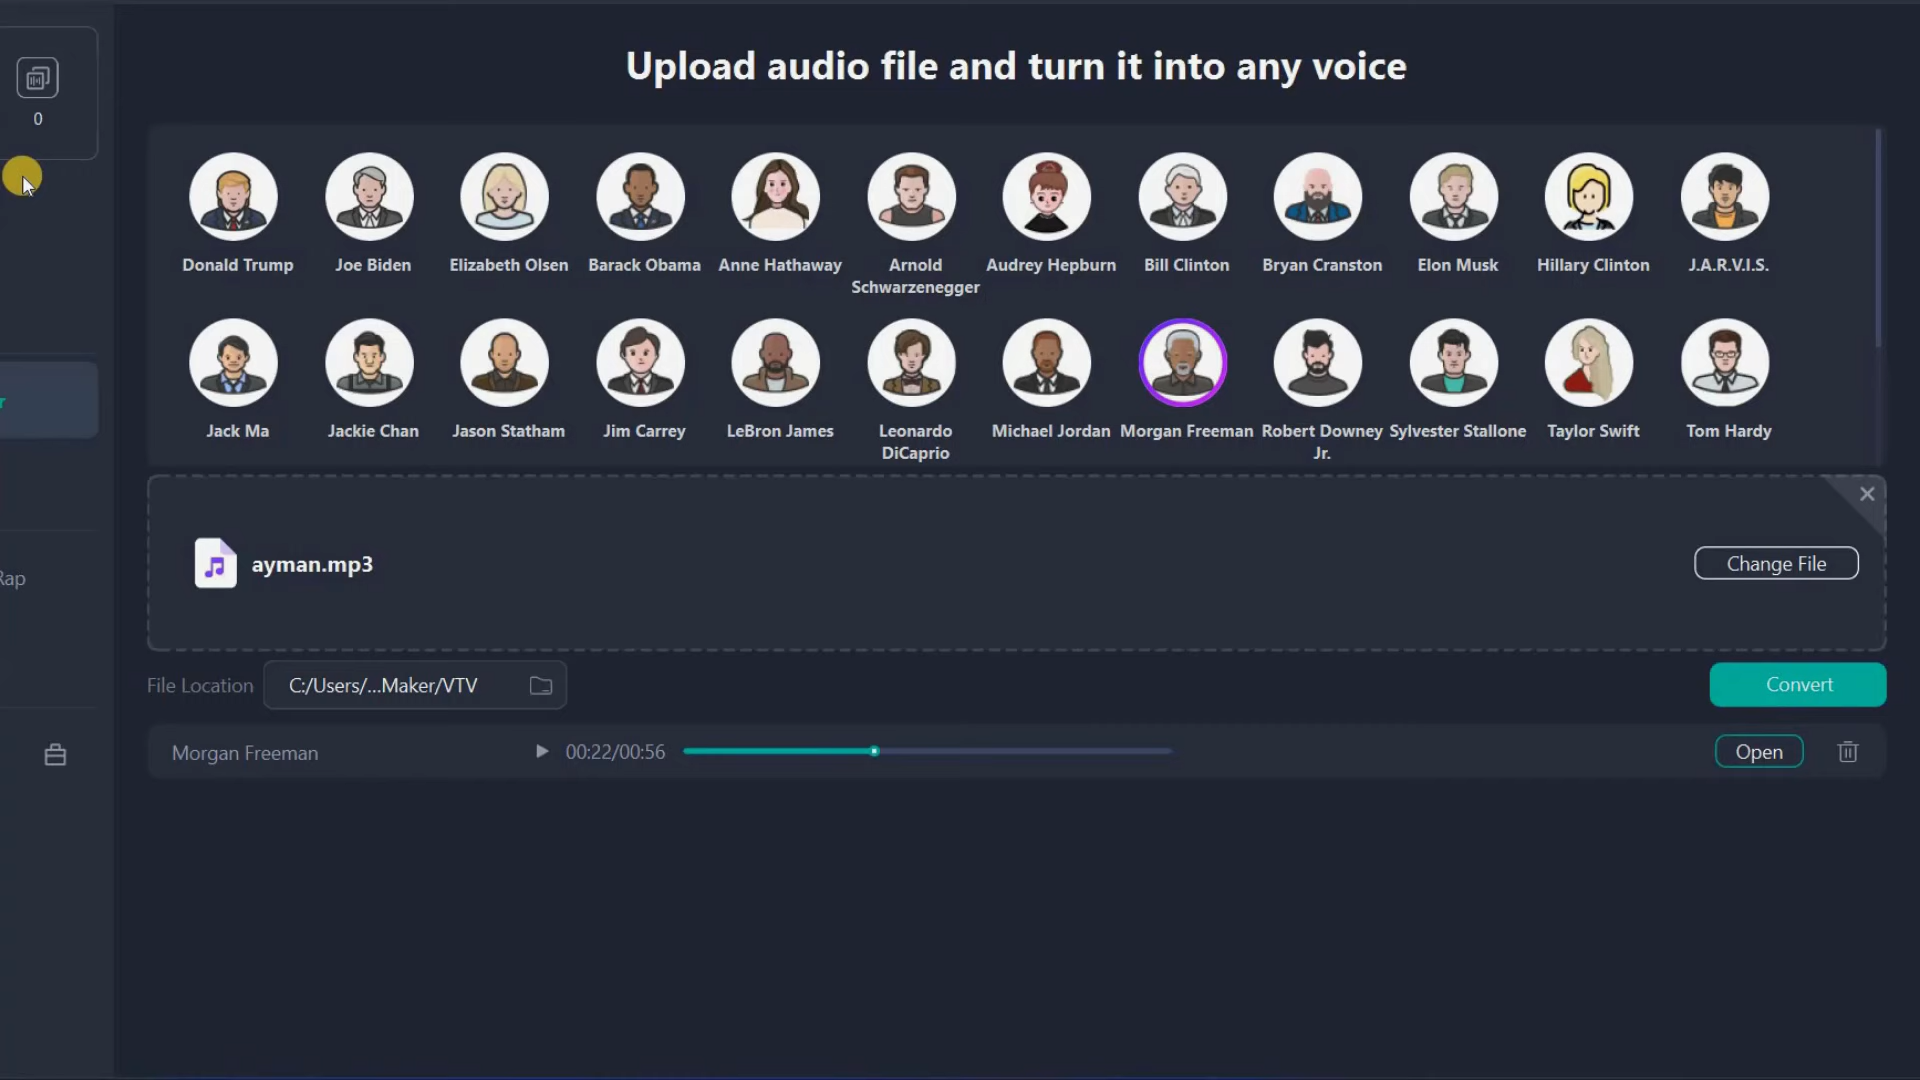 Upload audio file and turn it into any voice
0
Donald Trump
Joe Biden
Elizabeth Olsen
Barack Obama
Anne Hathaway
Arnold
Schwarzenegger
Audrey Hepburn
Bill Clinton
Bryan Cranston
Elon Musk
Hillary Clinton
J.A.R.V.I.S.
Jack Ma
Jackie Chan
Jason Statham
Jim Carrey
LeBron James
Leonardo
DiCaprio
Michael Jordan
Morgan Freeman
Robert Downey
Jr.
Sylvester Stallone
Taylor Swift
Tom Hardy
r
ayman.mp3
Change File
Rap
File Location
C:/Users/...Maker/VTV
Convert
Morgan Freeman
00:22/00:56
Open